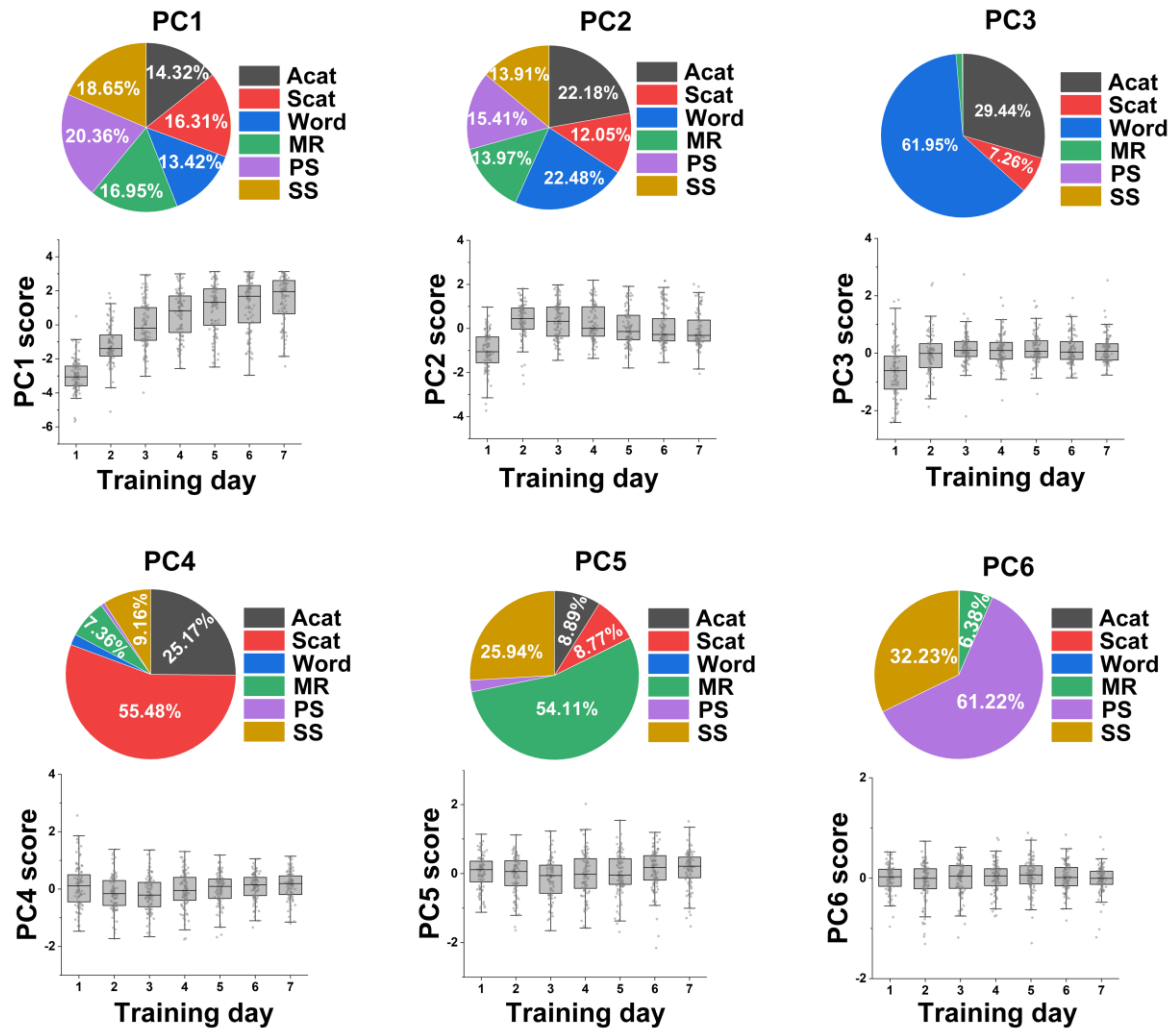 PC1
14.32%
16.31%
13.42%
16.95%
20.36%
18.65%
Acat
Scat
Word
MR
PS
SS
PC1 score
4
2
0
-2
-4
-6
1 2 3 4 5 6 7
Training day
PC2
22.18%
12.05%
22.48%
13.97%
15.41%
13.91%
Acat
Scat
Word
MR
PS
SS
PC2 score
4
2
0
-2
-4
1 2 3 4 5 6 7
Training day
PC3
29.44%
7.26%
61.95%
Acat
Scat
Word
MR
PS
SS
PC3 score
4
2
0
-2
1 2 3 4 5 6 7
Training day
PC4
25.17%
55.48%
7.36%
9.16%
Acat
Scat
Word
MR
PS
SS
PC4 score
4
2
0
-2
1 2 3 4 5 6 7
Training day
PC5
8.89%
8.77%
54.11%
25.94%
Acat
Scat
Word
MR
PS
SS
PC5 score
2
0
-2
1 2 3 4 5 6 7
Training day
PC6
6.38%
61.22%
32.23%
Acat
Scat
Word
MR
PS
SS
PC6 score
2
0
-2
1 2 3 4 5 6 7
Training day